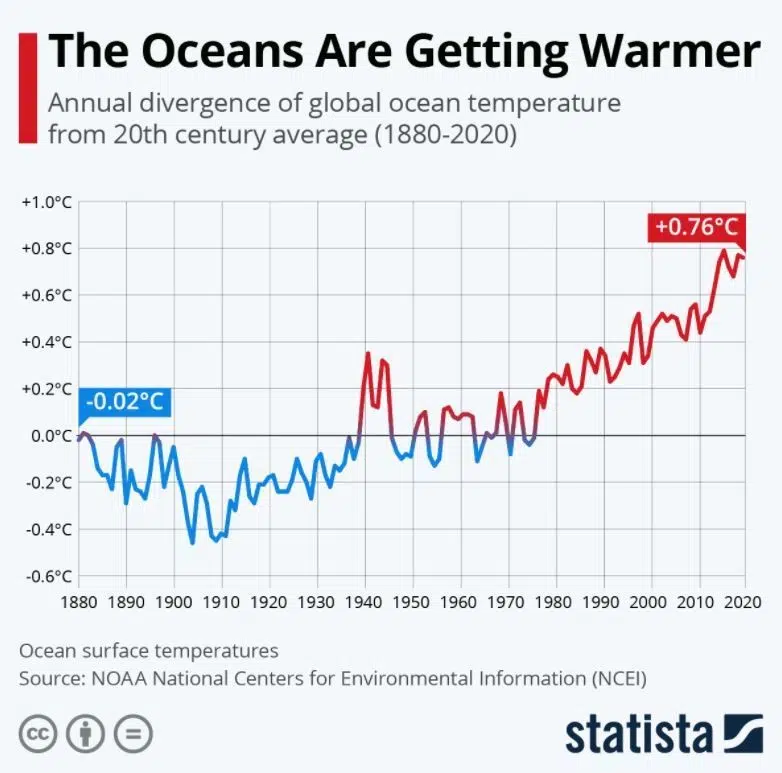 The Oceans Are Getting Warmer
Annual divergence of global ocean temperature
from 20th century average (1880-2020)
+1.0°C
+0.76°C
+0.8°C
+0.6°C
+0.4°C
+0.2°C
-0.02°C
0.0°C
-0.2°C
-0.4°C
-0.6°C
1880 1890 1900 1910 1920 1930 1940 1950 1960 1970 1980 1990 2000 2010 2020
Ocean surface temperatures
Source: NOAA National Centers for Environmental Information (NCEI)
cc
statista